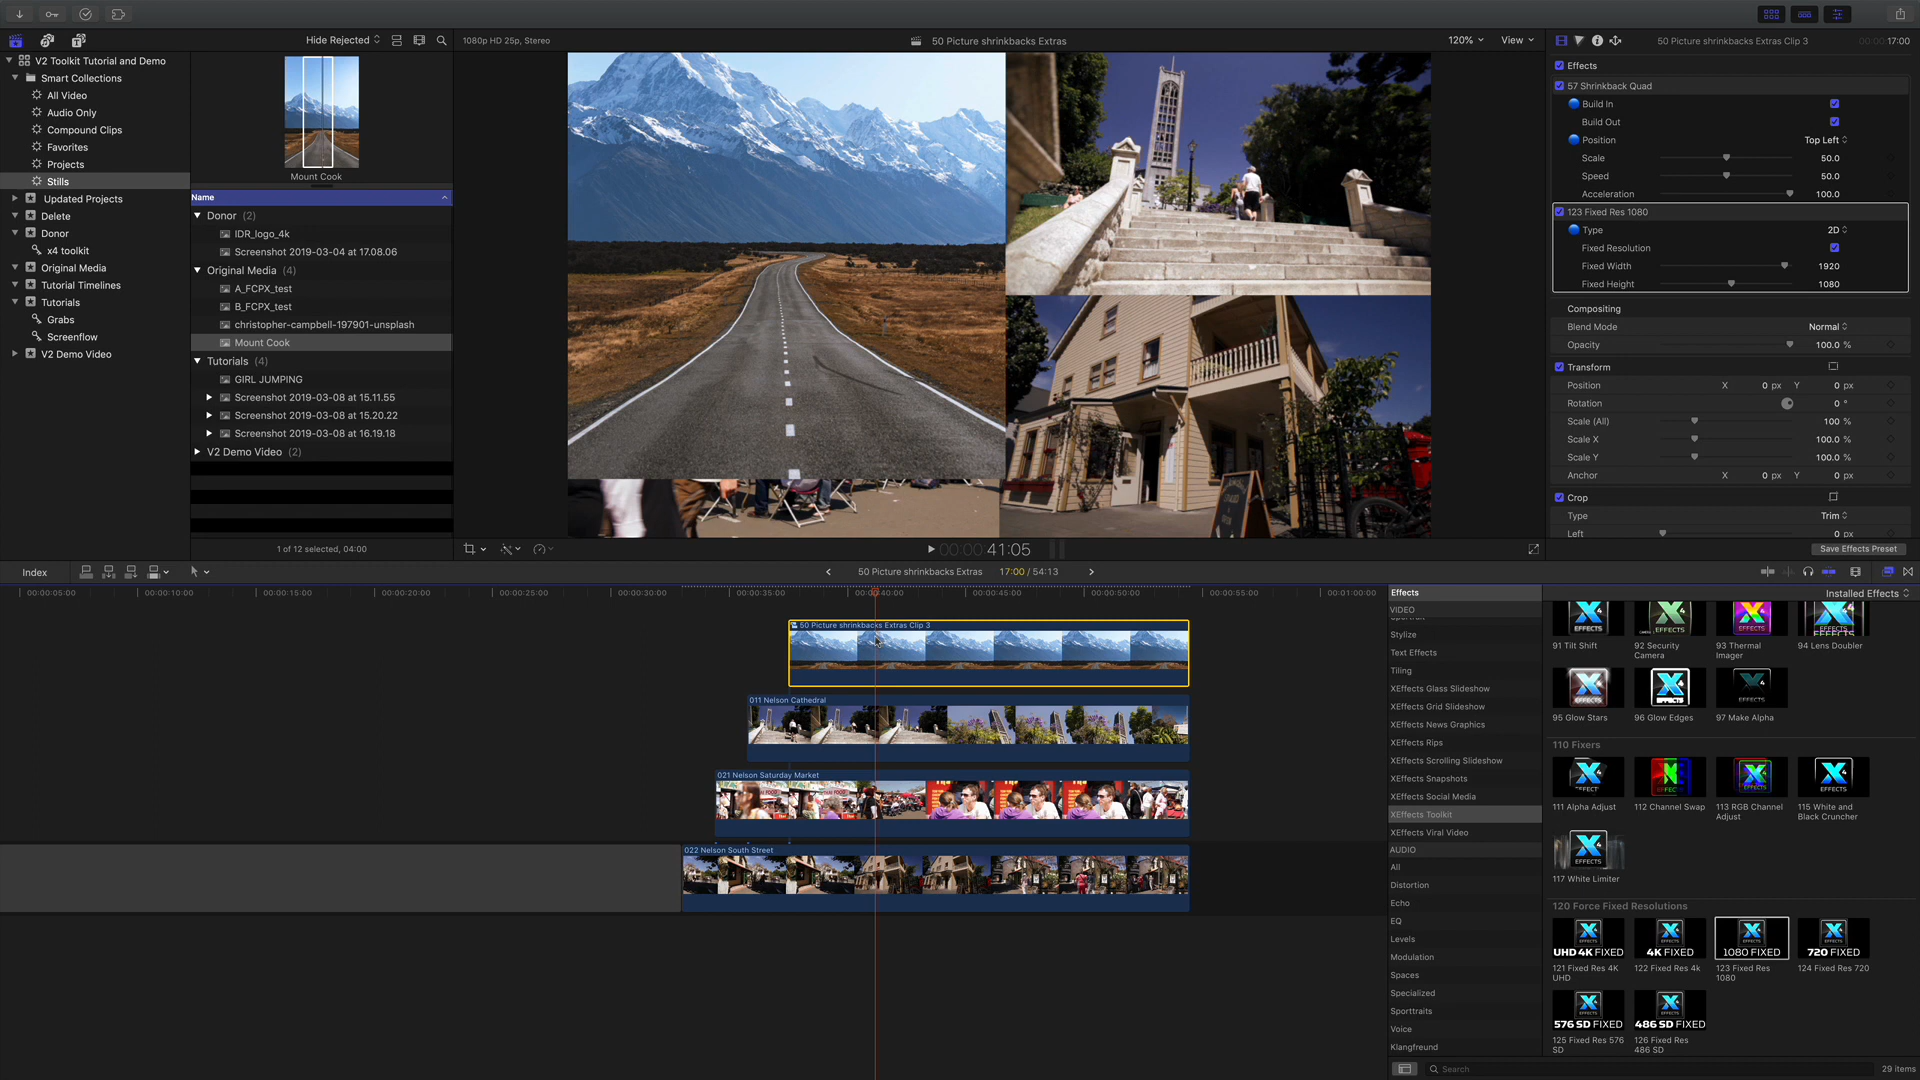 Hide Rejected
1080p HD 25p, Stereo
50 Picture shrinkbacks Extras
120%
View
50 Picture shrinkbacks Extras Clip 3
00:00:17:00
V2 Toolkit Tutorial and Demo
Smart Collections
All Video
Audio Only
Compound Clips
Favorites
Projects
Stills
Updated Projects
Delete
Donor
x4 toolkit
Original Media
Tutorial Timelines
Tutorials
Grabs
Screenflow
V2 Demo Video
Mount Cook
Name
Donor (2)
IDR_logo_4k
Screenshot 2019-03-04 at 17.08.06
Original Media (4)
A_FCPX_test
B_FCPX_test
christopher-campbell-197901-unsplash
Mount Cook
Tutorials (4)
GIRL JUMPING
Screenshot 2019-03-08 at 15.11.55
Screenshot 2019-03-08 at 15.20.22
Screenshot 2019-03-08 at 16.19.18
V2 Demo Video (2)
1 of 12 selected, 04:00
Effects
57 Shrinkback Quad
Build In
Build Out
Position Top Left
Scale 50.0
Speed 50.0
Acceleration 100.0
123 Fixed Res 1080
Type 2D
Fixed Resolution
Fixed Width 1920
Fixed Height 1080
Compositing
Blend Mode Normal
Opacity 100.0 %
Transform
Position X 0 px Y 0 px
Rotation 0 °
Scale (All) 100 %
Scale X 100.0 %
Scale Y 100.0 %
Anchor X 0 px Y 0 px
Crop
Type Trim
Left 0 px
Save Effects Preset
00:00:41:05
Index
50 Picture shrinkbacks Extras
17:00 / 54:13
00:00:05:00
00:00:10:00
00:00:15:00
00:00:20:00
00:00:25:00
00:00:30:00
00:00:35:00
00:00:40:00
00:00:45:00
00:00:50:00
00:00:55:00
00:01:00:00
50 Picture shrinkbacks Extras Clip 3
011 Nelson Cathedral
021 Nelson Saturday Market
022 Nelson South Street
Effects
VIDEO
Stylize
Text Effects
Tiling
XEffects Glass Slideshow
XEffects Grid Slideshow
XEffects News Graphics
XEffects Rips
XEffects Scrolling Slideshow
XEffects Snapshots
XEffects Social Media
XEffects Toolkit
XEffects Viral Video
AUDIO
All
Distortion
Echo
EQ
Levels
Modulation
Spaces
Specialized
Sporttraits
Voice
Klangfreund
Installed Effects
91 Tilt Shift
92 Security Camera
93 Thermal Imager
94 Lens Doubler
95 Glow Stars
96 Glow Edges
97 Make Alpha
110 Fixers
111 Alpha Adjust
112 Channel Swap
113 RGB Channel Adjust
115 White and Black Cruncher
117 White Limiter
120 Force Fixed Resolutions
UHD 4K FIXED
4K FIXED
1080 FIXED
720 FIXED
121 Fixed Res 4K UHD
122 Fixed Res 4k
123 Fixed Res 1080
124 Fixed Res 720
576 SD FIXED
486 SD FIXED
125 Fixed Res 576 SD
126 Fixed Res 486 SD
Search
29 items